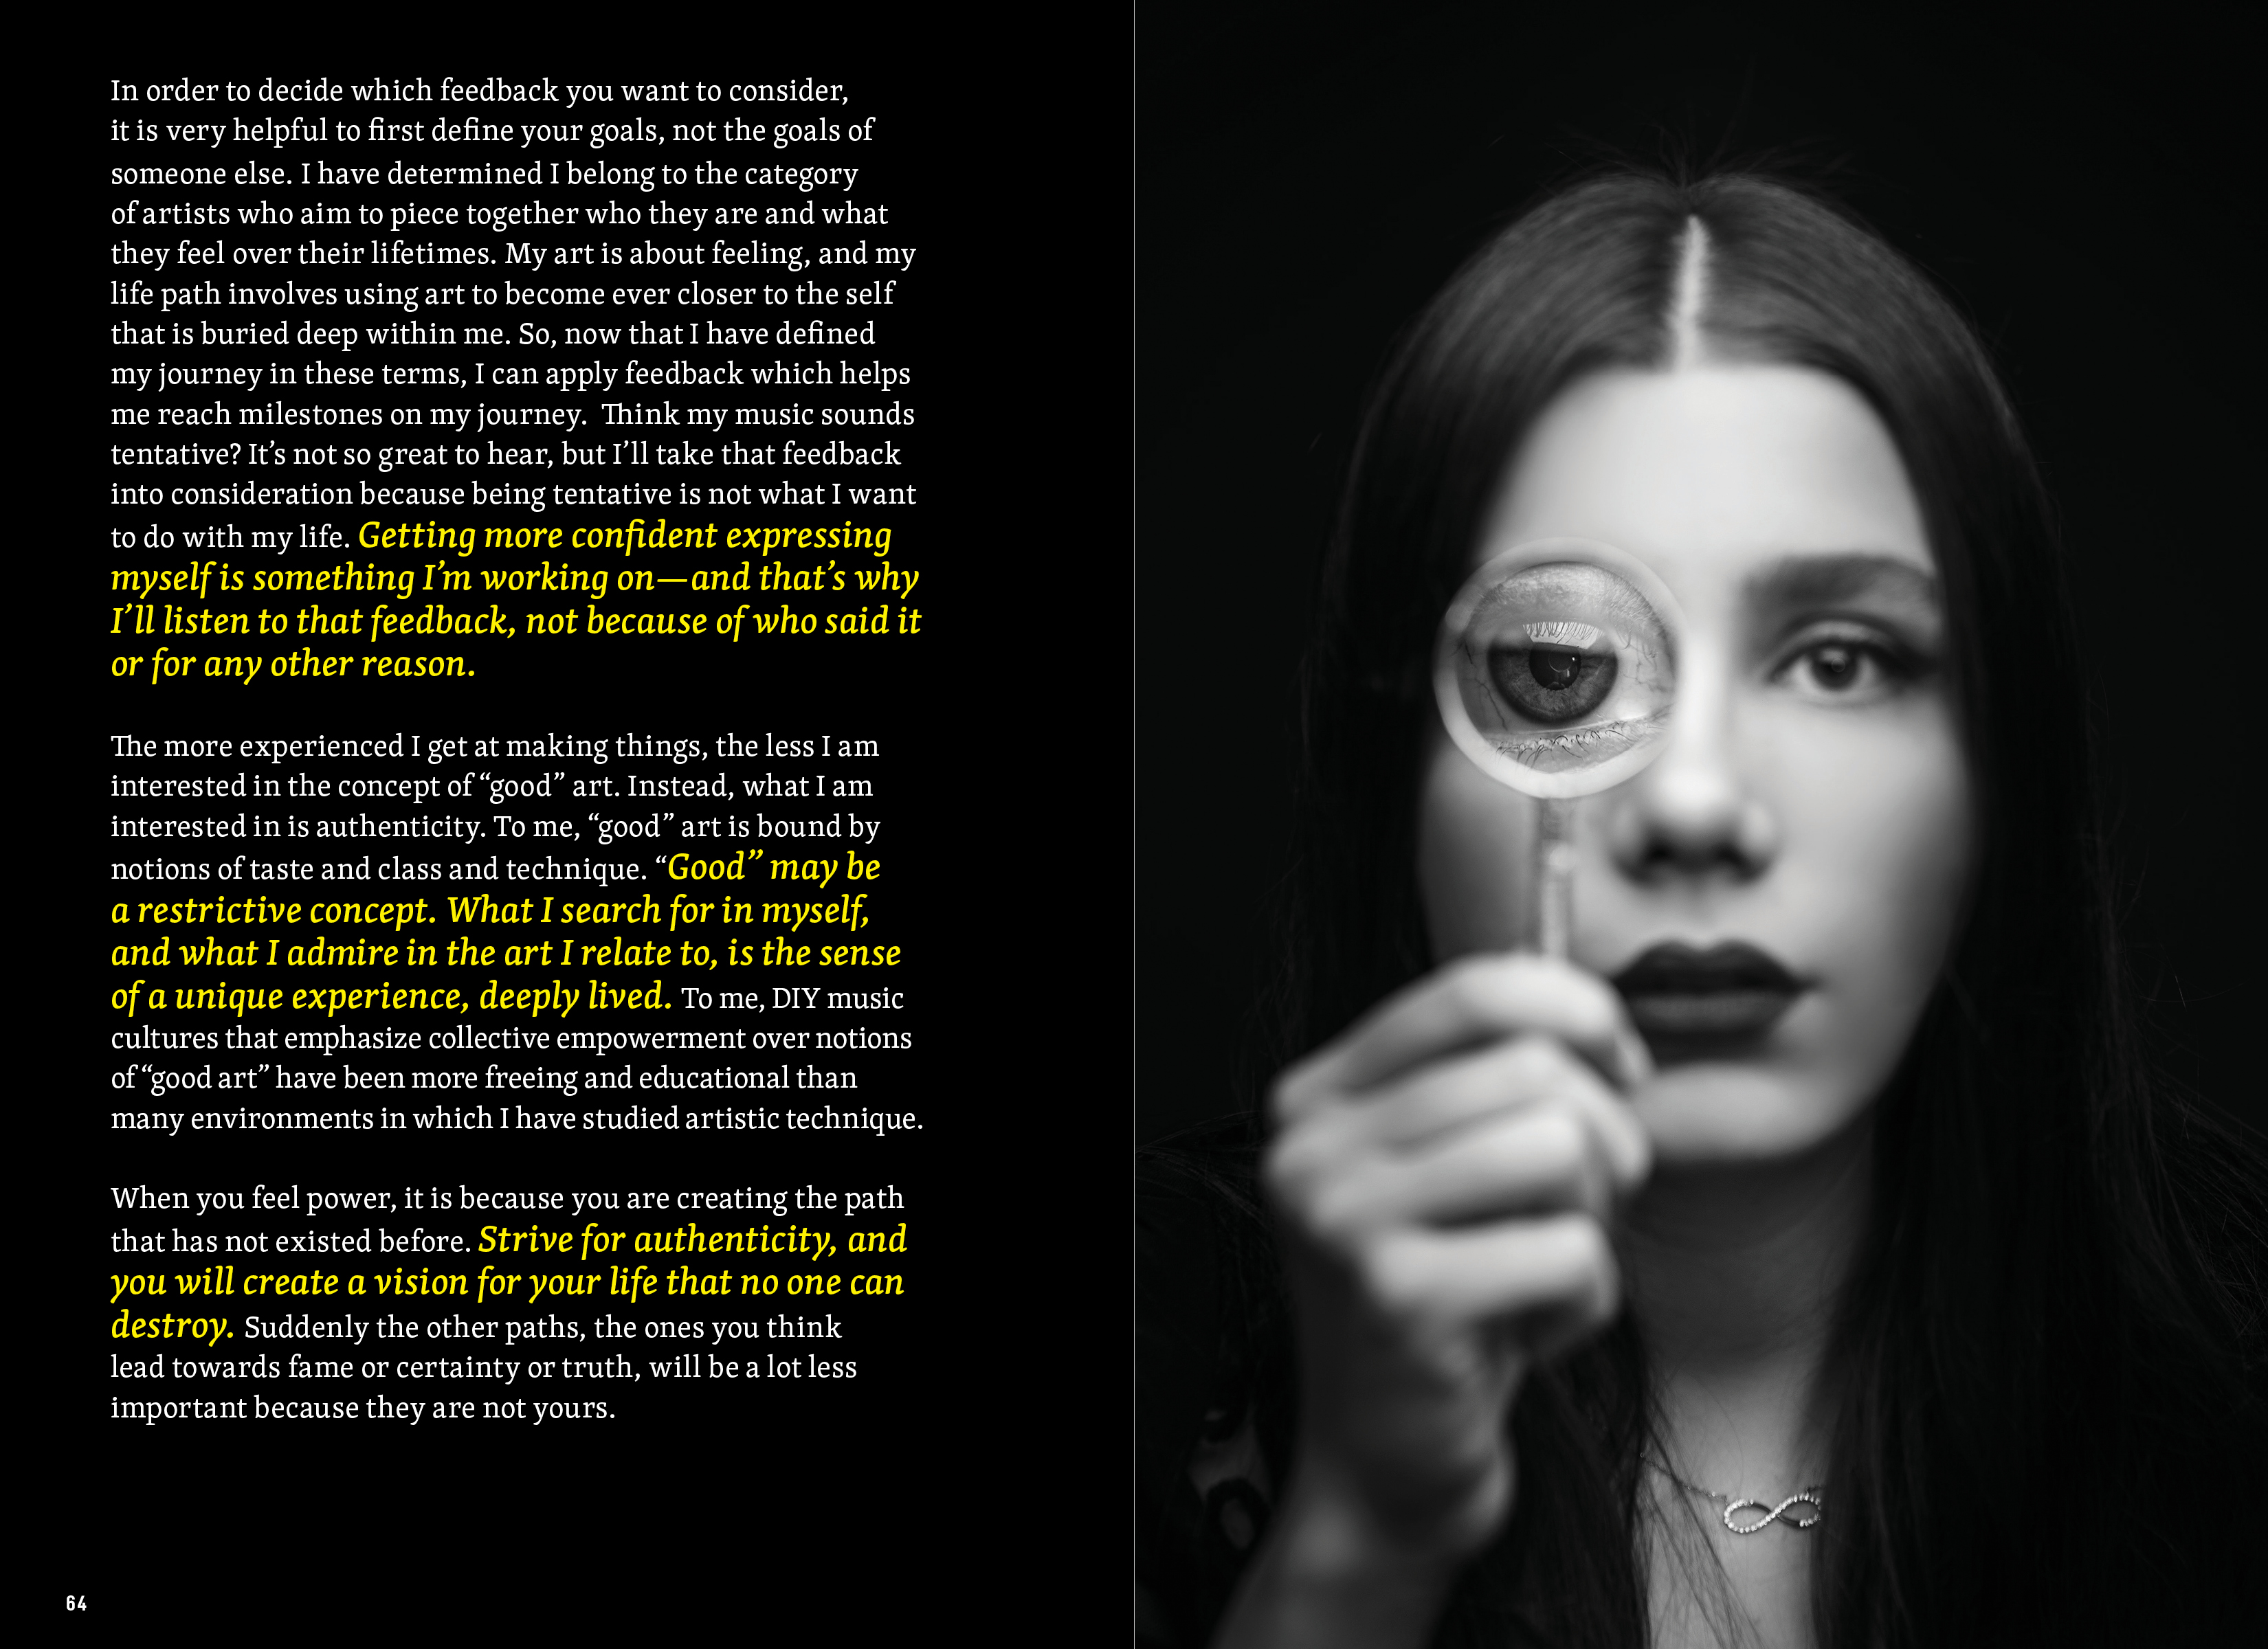 In order to decide which feedback you want to consider,
it is very helpful to first define your goals, not the goals of
someone else. I have determined I belong to the category
of artists who aim to piece together who they are and what
they feel over their lifetimes. My art is about feeling, and my
life path involves using art to become ever closer to the self
that is buried deep within me. So, now that I have defined
my journey in these terms, I can apply feedback which helps
me reach milestones on my journey.  Think my music sounds
tentative? It’s not so great to hear, but I’ll take that feedback
into consideration because being tentative is not what I want
to do with my life. Getting more confident expressing
myself is something I’m working on—and that’s why
I’ll listen to that feedback, not because of who said it
or for any other reason.
The more experienced I get at making things, the less I am
interested in the concept of “good” art. Instead, what I am
interested in is authenticity. To me, “good” art is bound by
notions of taste and class and technique. “Good” may be
a restrictive concept. What I search for in myself,
and what I admire in the art I relate to, is the sense
of a unique experience, deeply lived. To me, DIY music
cultures that emphasize collective empowerment over notions
of “good art” have been more freeing and educational than
many environments in which I have studied artistic technique.
When you feel power, it is because you are creating the path
that has not existed before. Strive for authenticity, and
you will create a vision for your life that no one can
destroy. Suddenly the other paths, the ones you think
lead towards fame or certainty or truth, will be a lot less
important because they are not yours.
64